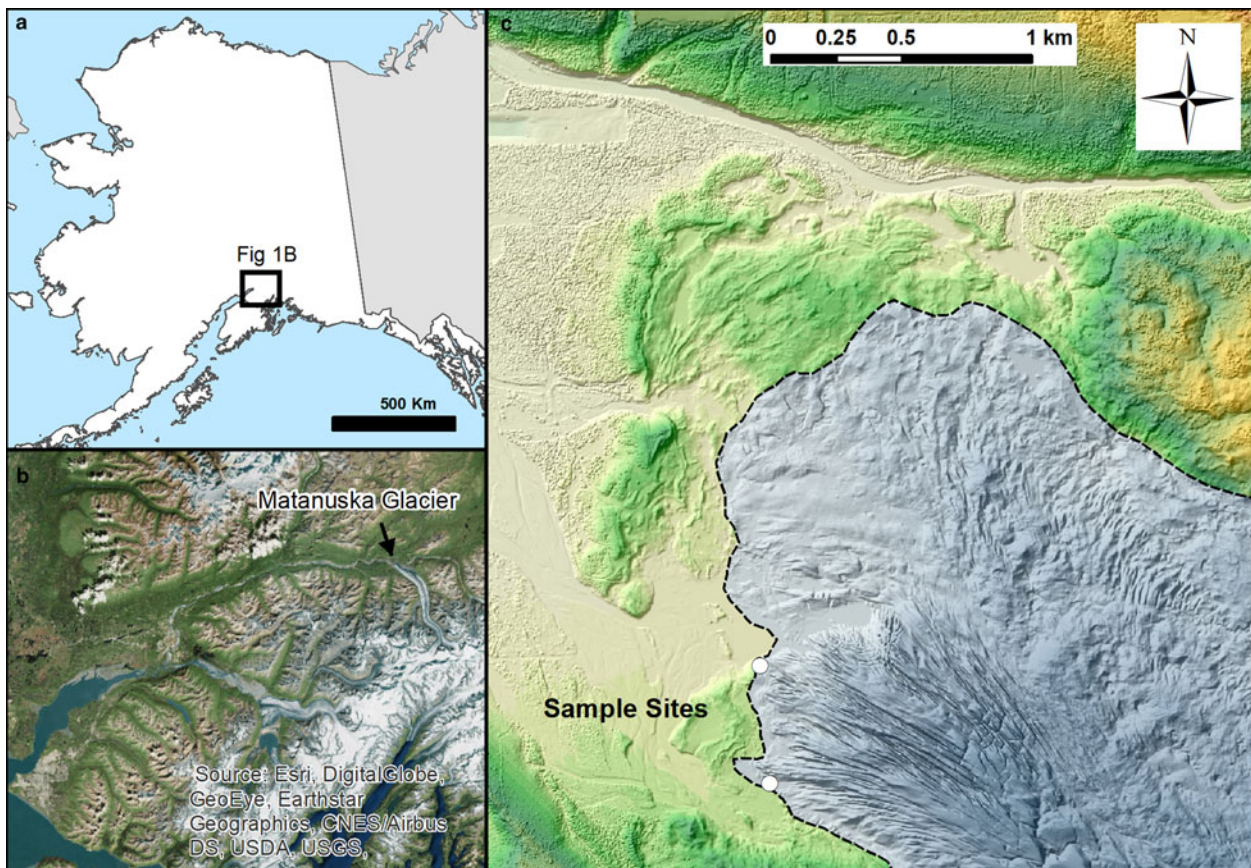 a
Fig 1B
500 Km
b
Matanuska Glacier
Source: Esri, DigitalGlobe,
GeoEye, Earthstar
Geographics, CNES/Airbus
DS, USDA, USGS,
c
0 0.25 0.5 1 km
N
Sample Sites